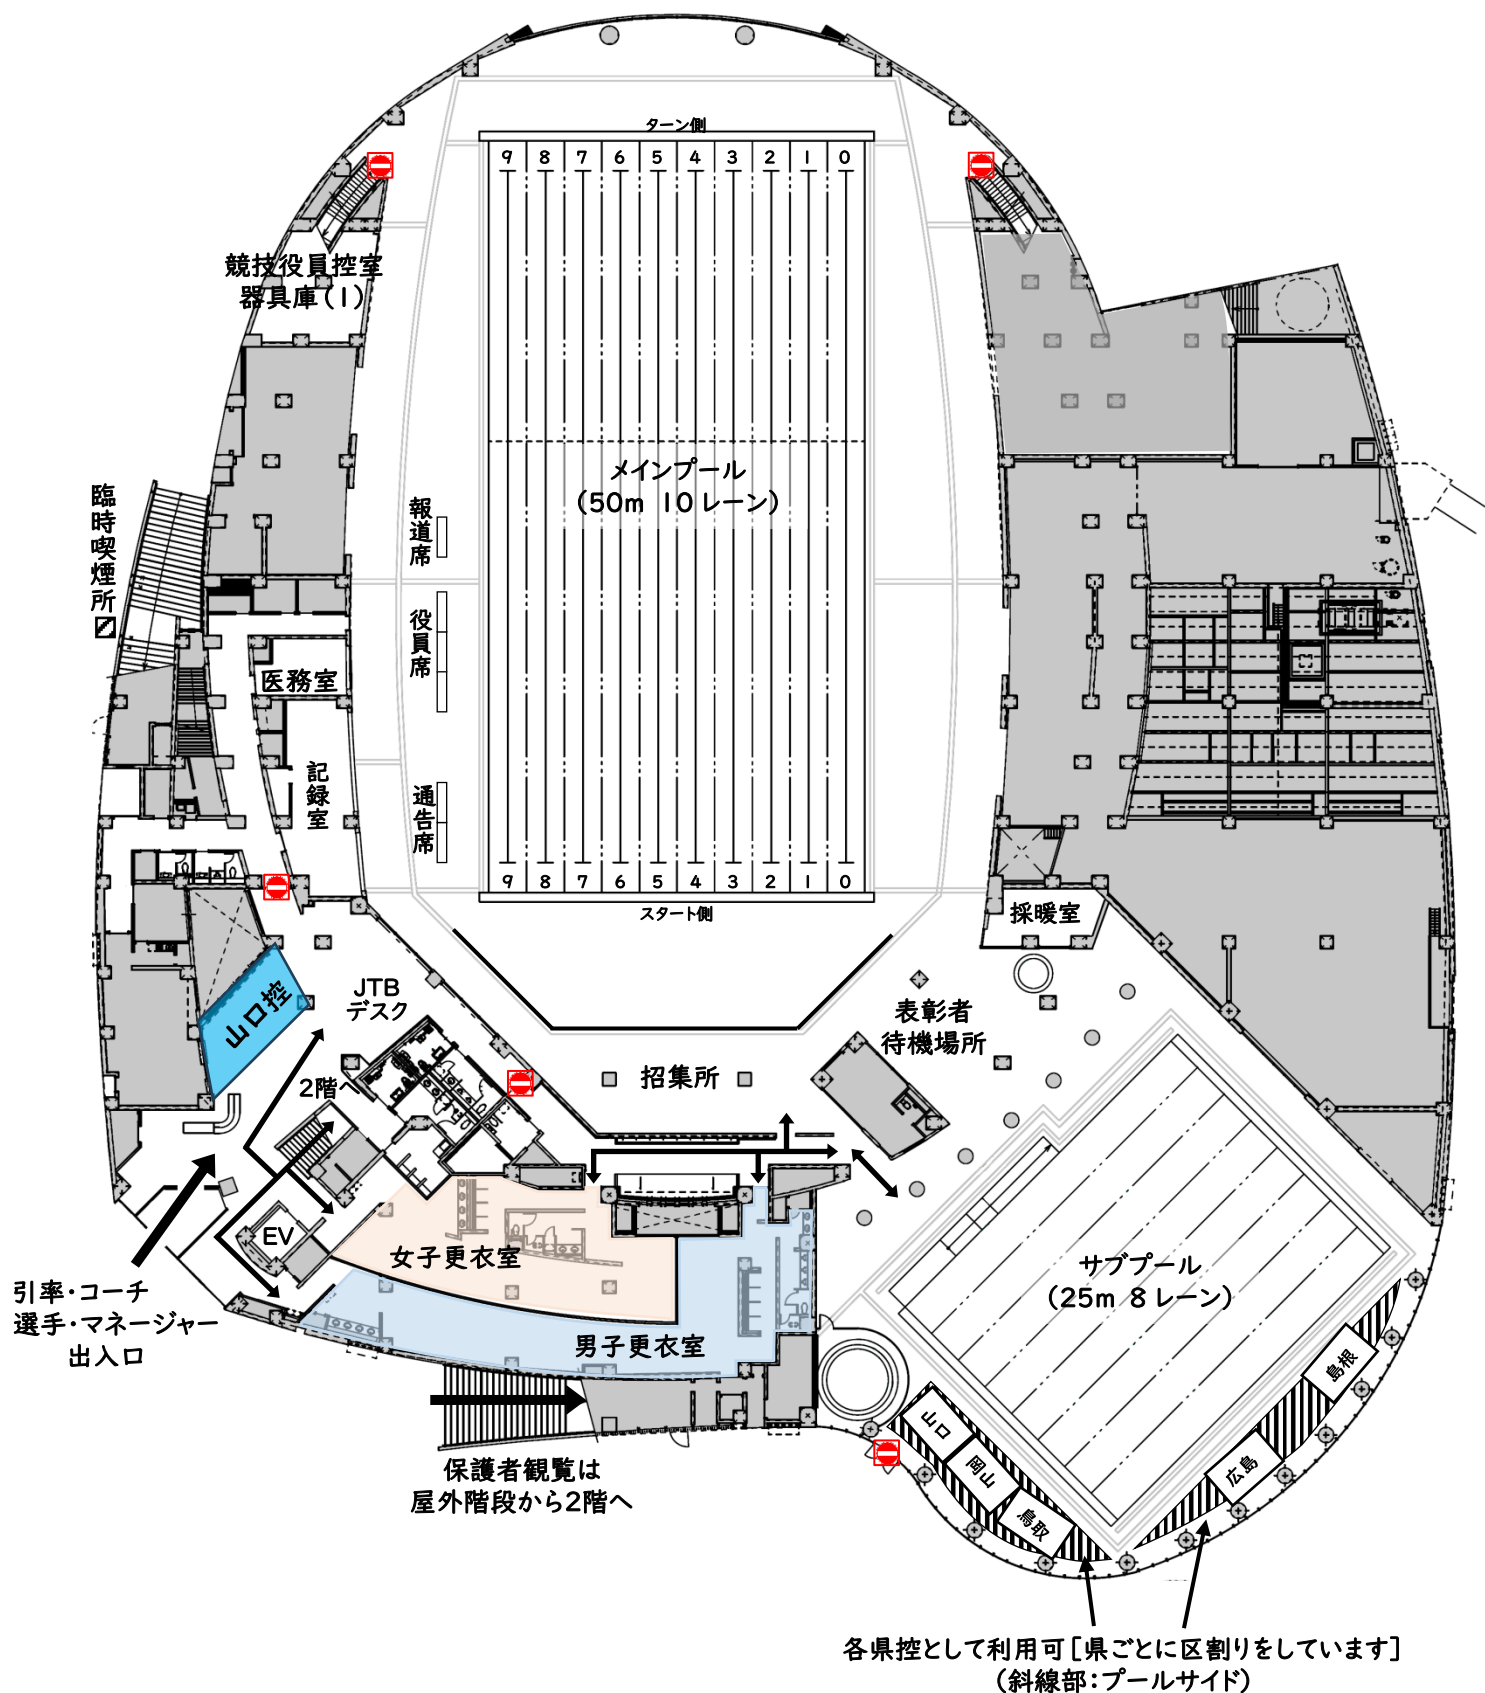 ターン側
9 8 7 6 5 4 3 2 1 0
競技役員控室
器具庫(1)
メインプール
(50m 10レーン)
臨時喫煙所
報道席
役員席
医務室
記録室
通告席
9 8 7 6 5 4 3 2 1 0
スタート側
採暖室
山口控
JTB
デスク
表彰者
待機場所
招集所
2階へ
EV
女子更衣室
男子更衣室
サブプール
(25m 8レーン)
引率・コーチ
選手・マネージャー
出入口
島根
山口
岡山
鳥取
広島
保護者観覧は
屋外階段から2階へ
各県控として利用可[県ごとに区割りをしています]
(斜線部:プールサイド)